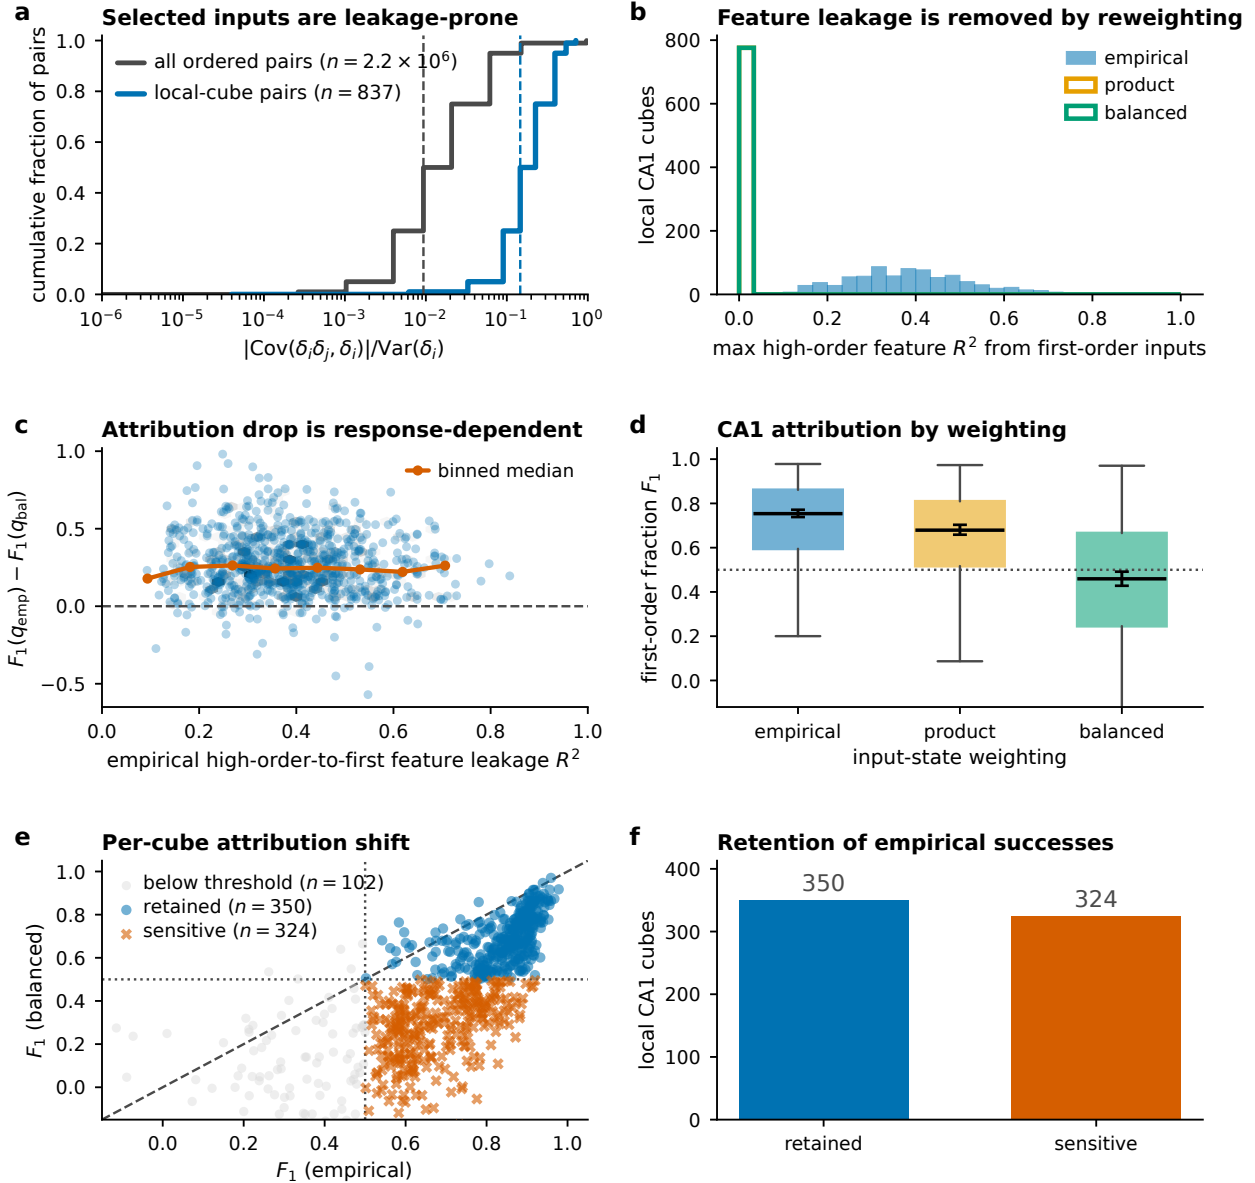 a Selected inputs are leakage-prone
cumulative fraction of pairs
1.0
0.8
0.6
0.4
0.2
0.0
all ordered pairs (n = 2.2 × 10⁶)
local-cube pairs (n = 837)
10⁻⁶ 10⁻⁵ 10⁻⁴ 10⁻³ 10⁻² 10⁻¹ 10⁰
|Cov(δᵢδⱼ, δᵢ)|/Var(δᵢ)
b Feature leakage is removed by reweighting
local CA1 cubes
800
600
400
200
0
empirical
product
balanced
0.0 0.2 0.4 0.6 0.8 1.0
max high-order feature R² from first-order inputs
c Attribution drop is response-dependent
F₁(q_emp) − F₁(q_bal)
1.0
0.5
0.0
−0.5
binned median
0.0 0.2 0.4 0.6 0.8 1.0
empirical high-order-to-first feature leakage R²
d CA1 attribution by weighting
first-order fraction F₁
1.0
0.8
0.6
0.4
0.2
0.0
empirical product balanced
input-state weighting
e Per-cube attribution shift
F₁ (balanced)
1.0
0.8
0.6
0.4
0.2
0.0
below threshold (n = 102)
retained (n = 350)
sensitive (n = 324)
0.0 0.2 0.4 0.6 0.8 1.0
F₁ (empirical)
f Retention of empirical successes
local CA1 cubes
400
300
200
100
0
350
324
retained sensitive